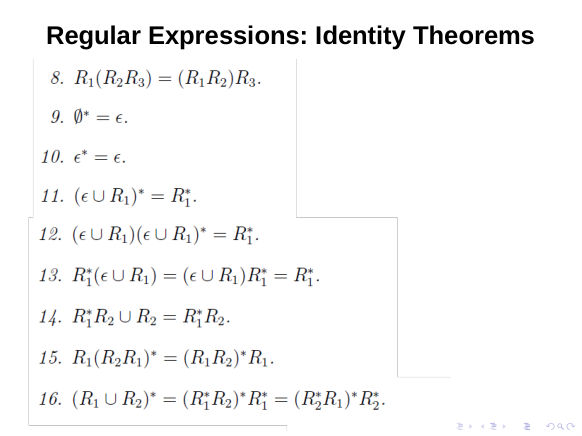 Regular Expressions: Identity Theorems
8. R₁(R₂R₃) = (R₁R₂)R₃.
9. ∅* = ϵ.
10. ϵ* = ϵ.
11. (ϵ ∪ R₁)* = R₁*.
12. (ϵ ∪ R₁)(ϵ ∪ R₁)* = R₁*.
13. R₁*(ϵ ∪ R₁) = (ϵ ∪ R₁)R₁* = R₁*.
14. R₁*R₂ ∪ R₂ = R₁*R₂.
15. R₁(R₂R₁)* = (R₁R₂)*R₁.
16. (R₁ ∪ R₂)* = (R₁*R₂)*R₁* = (R₂*R₁)*R₂*.